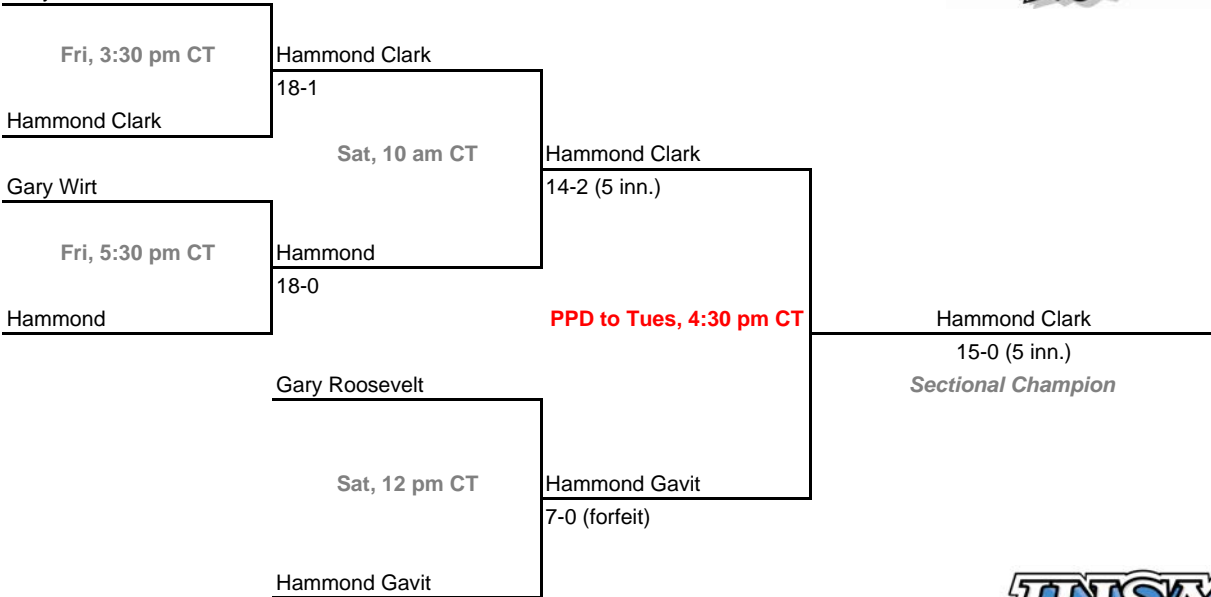 Fri, 3:30 pm CT
Hammond Clark
18-1
Hammond Clark
Sat, 10 am CT
Hammond Clark
14-2 (5 inn.)
Gary Wirt
Fri, 5:30 pm CT
Hammond
18-0
Hammond
PPD to Tues, 4:30 pm CT
Hammond Clark
15-0 (5 inn.)
Sectional Champion
Gary Roosevelt
Sat, 12 pm CT
Hammond Gavit
7-0 (forfeit)
Hammond Gavit